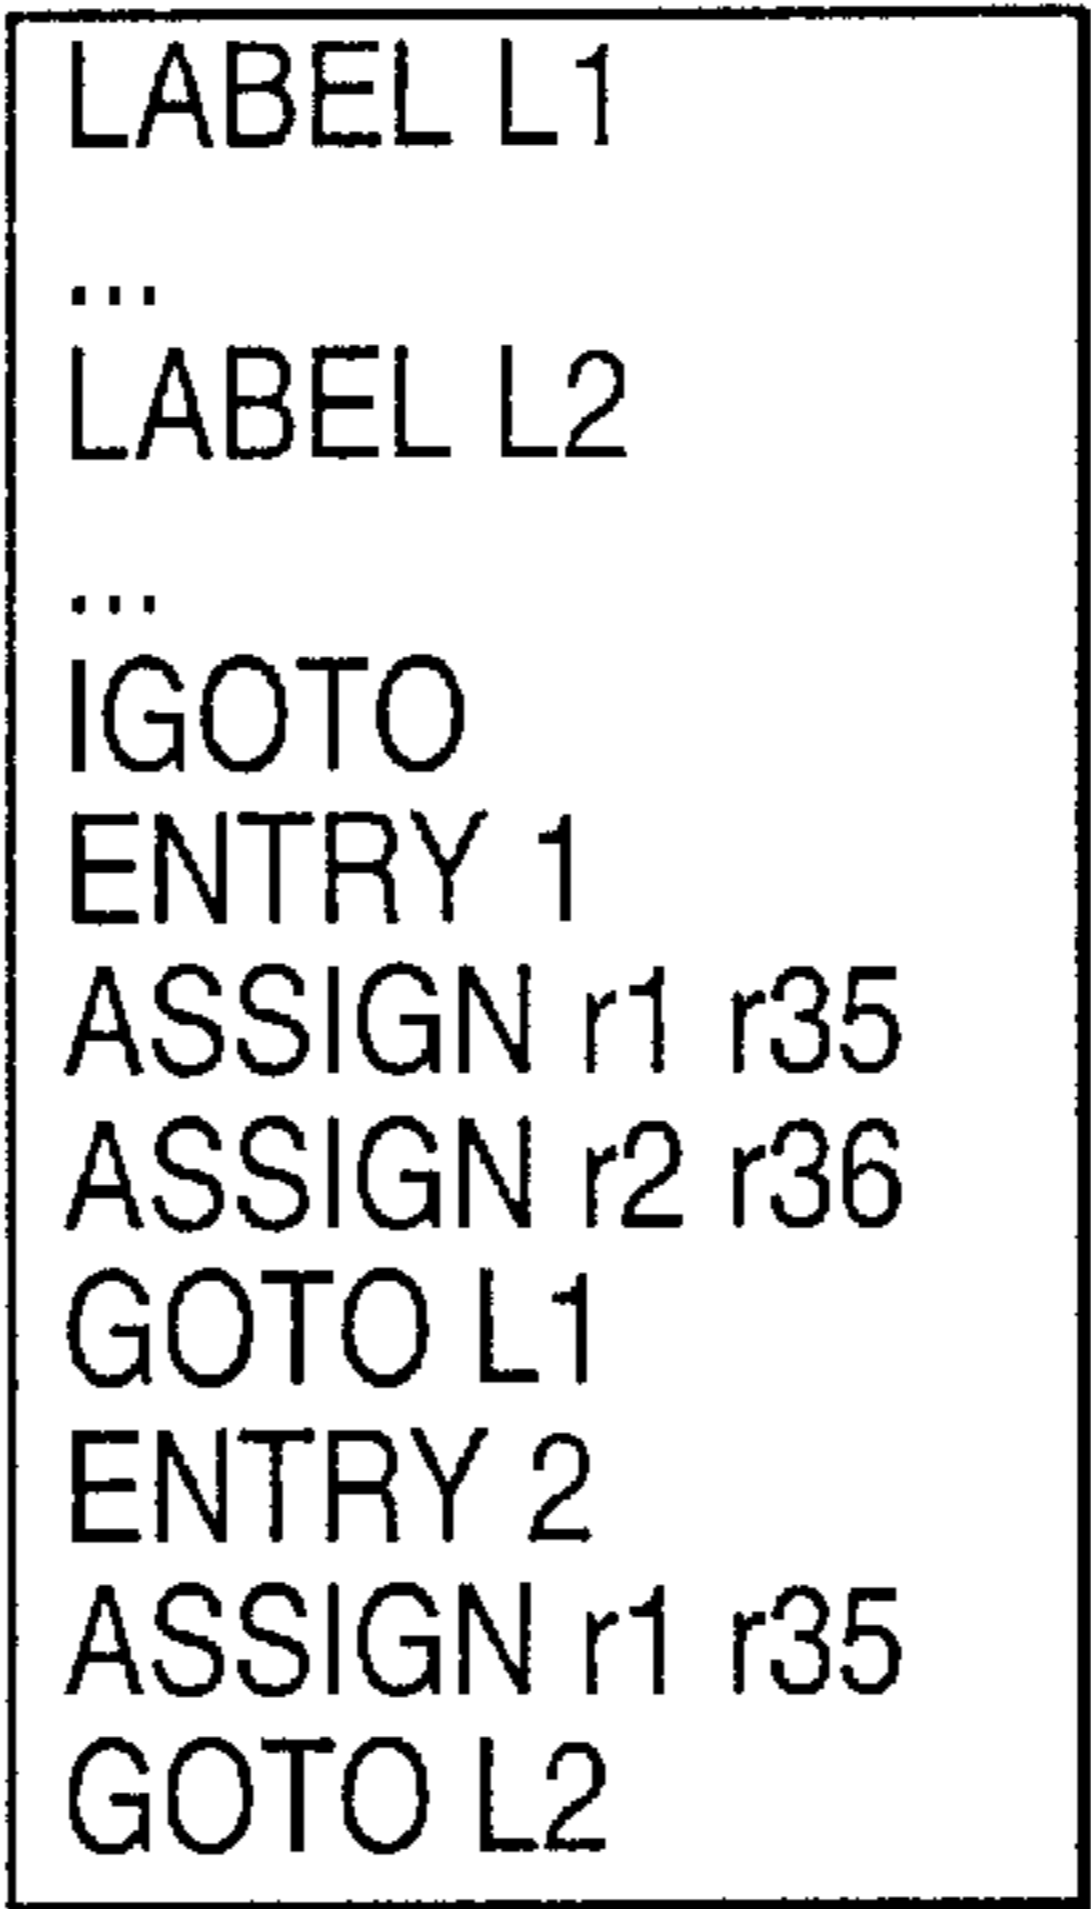 LABEL L1
...
LABEL L2
...
IGOTO
ENTRY 1
ASSIGN r1 r35
ASSIGN r2 r36
GOTO L1
ENTRY 2
ASSIGN r1 r35
GOTO L2